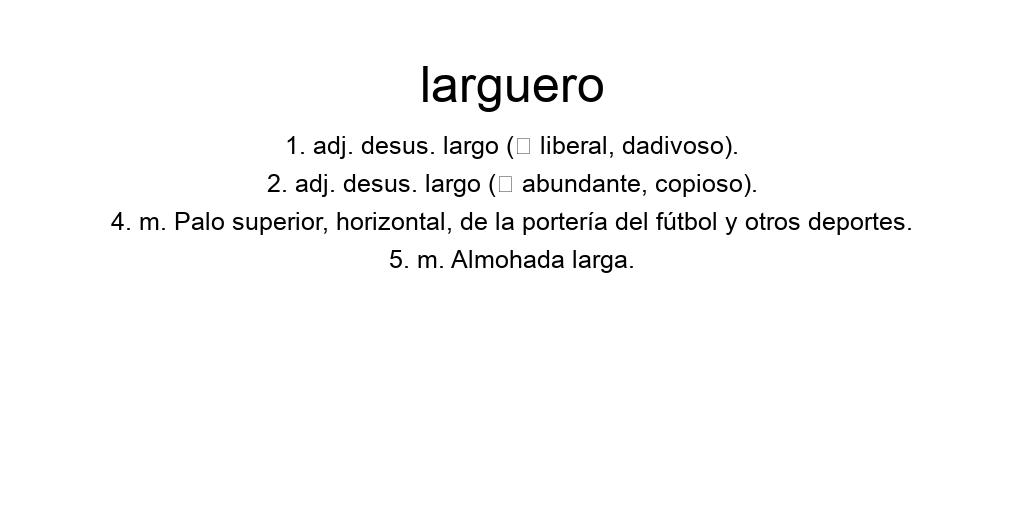 larguero
1. adj. desus. largo (□ liberal, dadivoso).
2. adj. desus. largo (□ abundante, copioso).
4. m. Palo superior, horizontal, de la portería del fútbol y otros deportes.
5. m. Almohada larga.